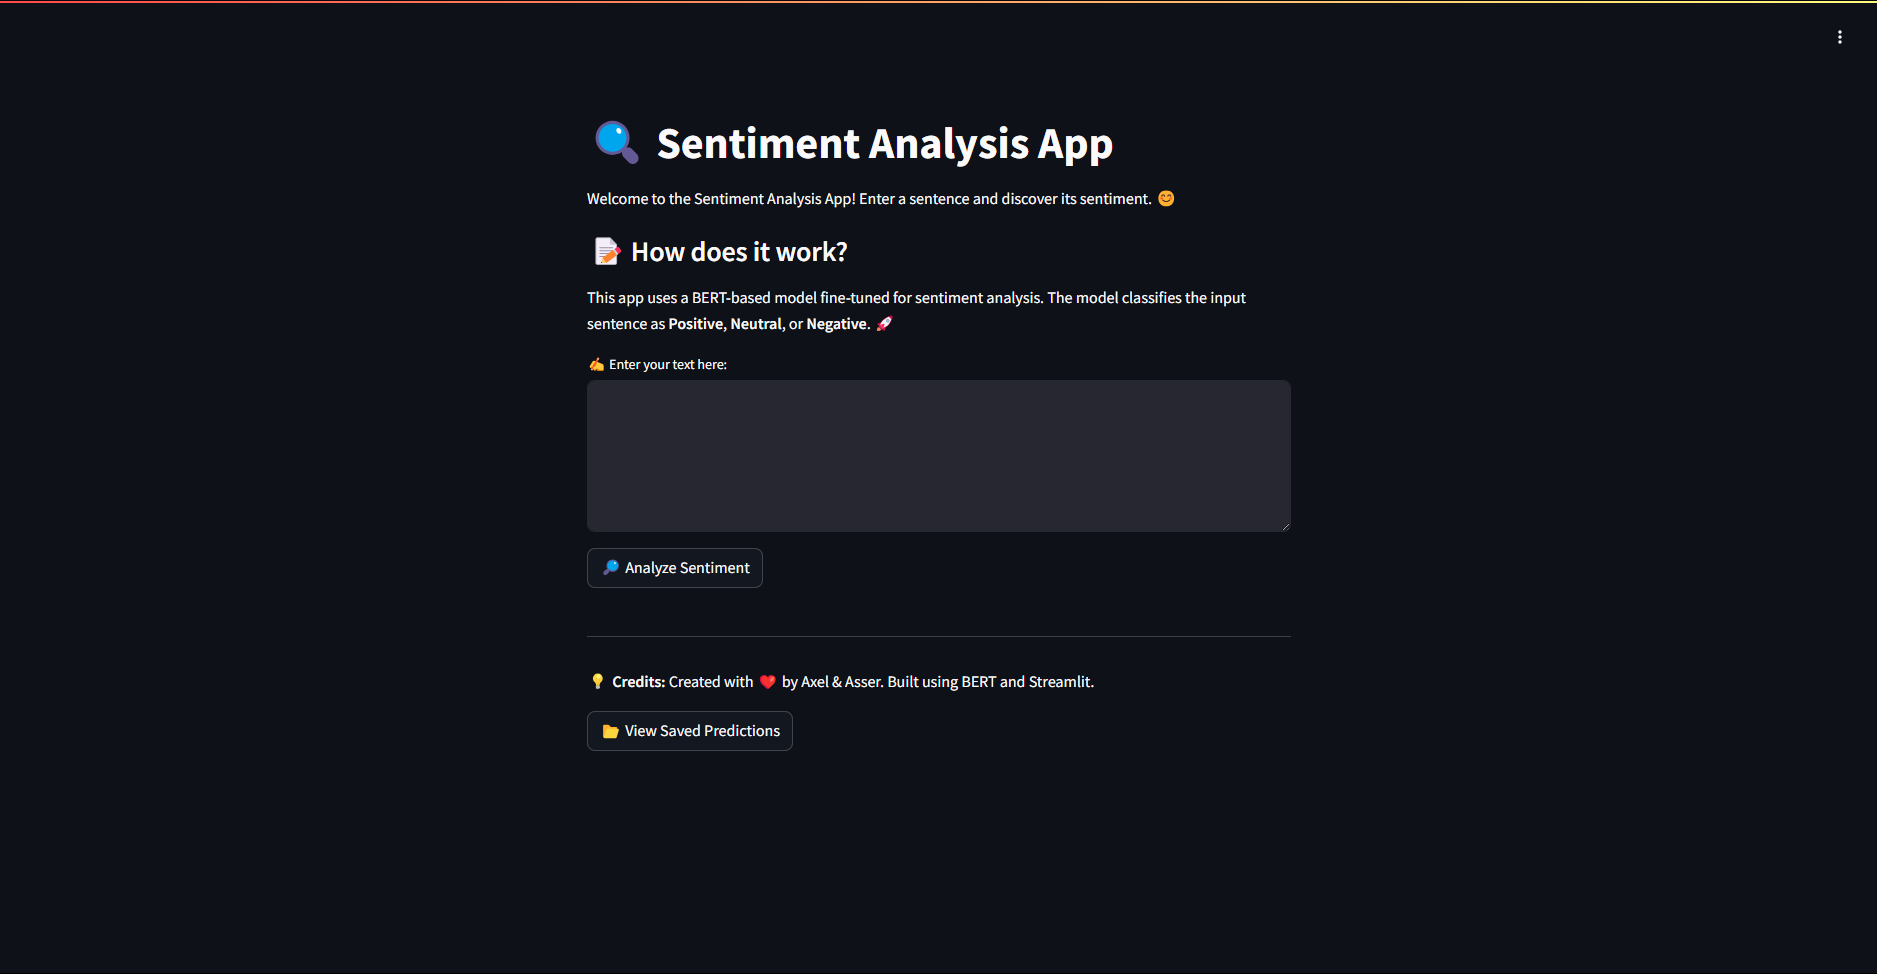 🔍 Sentiment Analysis App
Welcome to the Sentiment Analysis App! Enter a sentence and discover its sentiment. 😊
📝 How does it work?
This app uses a BERT-based model fine-tuned for sentiment analysis. The model classifies the input
sentence as Positive, Neutral, or Negative. 🚀
✍️ Enter your text here:
🔎 Analyze Sentiment
💡 Credits: Created with ❤️ by Axel & Asser. Built using BERT and Streamlit.
📂 View Saved Predictions